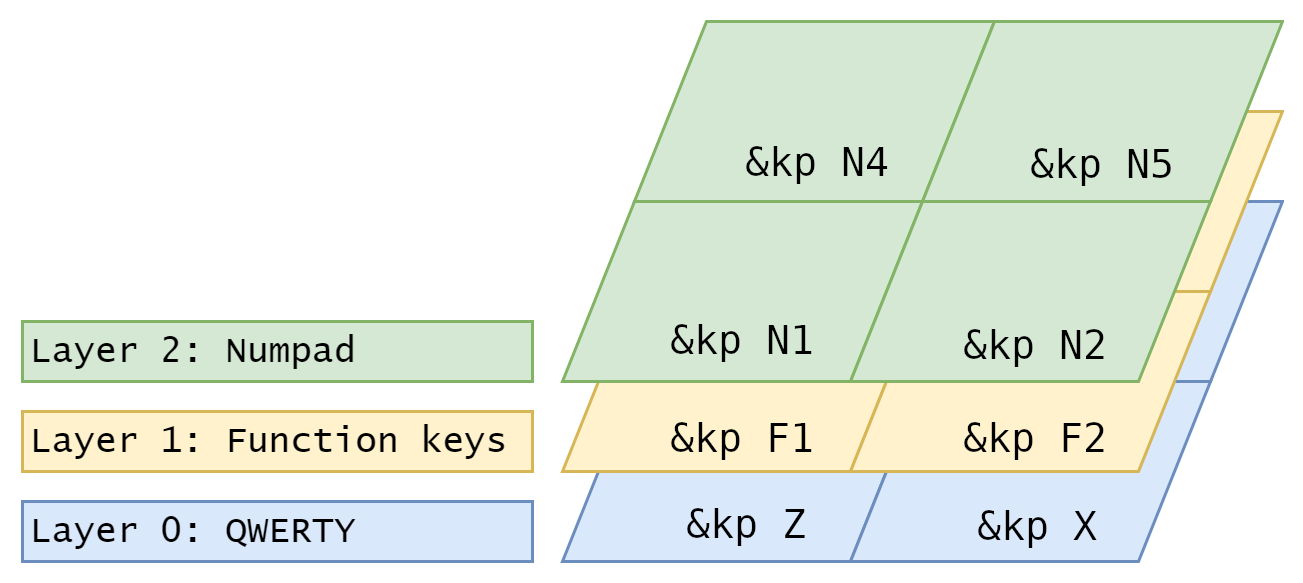 &kp N4 &kp N5
&kp N1 &kp N2
Layer 2: Numpad
Layer 1: Function keys &kp F1 &kp F2
Layer 0: QWERTY &kp Z &kp X